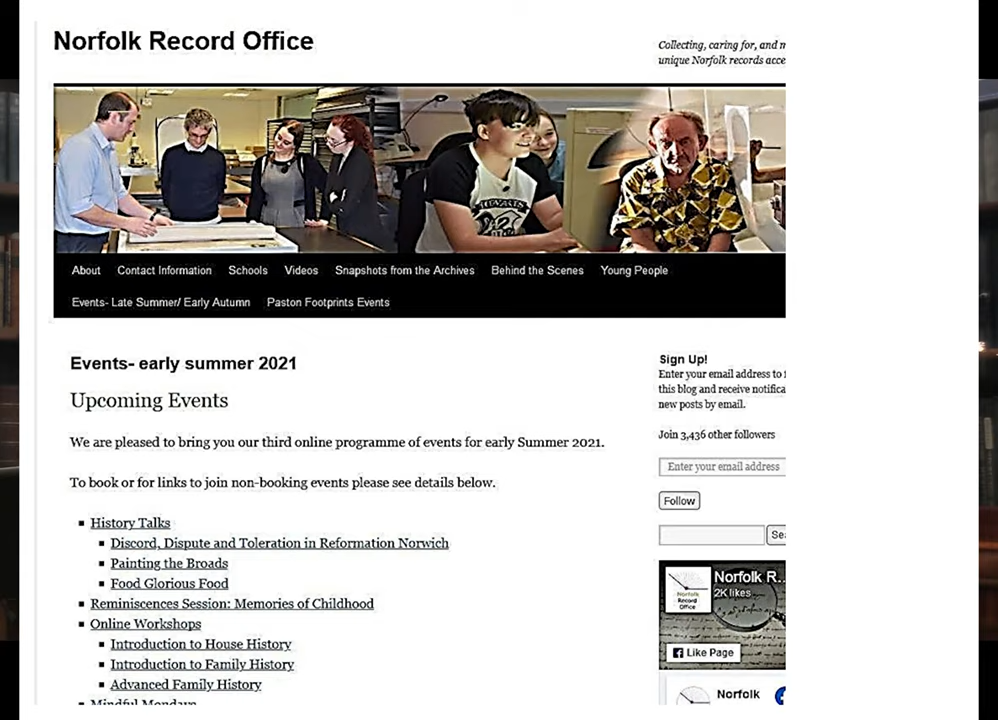 Norfolk Record Office
Collecting, caring for, and
unique Norfolk records
About Contact Information Schools Videos Snapshots from the Archives Behind the Scenes Young People
Events- Late Summer/ Early Autumn Paston Footprints Events
Events- early summer 2021
Upcoming Events
We are pleased to bring you our third online programme of events for early Summer 2021.
To book or for links to join non-booking events please see details below.
History Talks
Discord, Dispute and Toleration in Reformation Norwich
Painting the Broads
Food Glorious Food
Reminiscences Session: Memories of Childhood
Online Workshops
Introduction to House History
Introduction to Family History
Advanced Family History
Mindful Mondays
Sign Up!
Enter your email address to
this blog and receive
new posts by email.
Join 3,436 other followers
Enter your email address
Follow
Norfolk R...
2K likes
Norfolk
Record
Office
Like Page
Norfolk